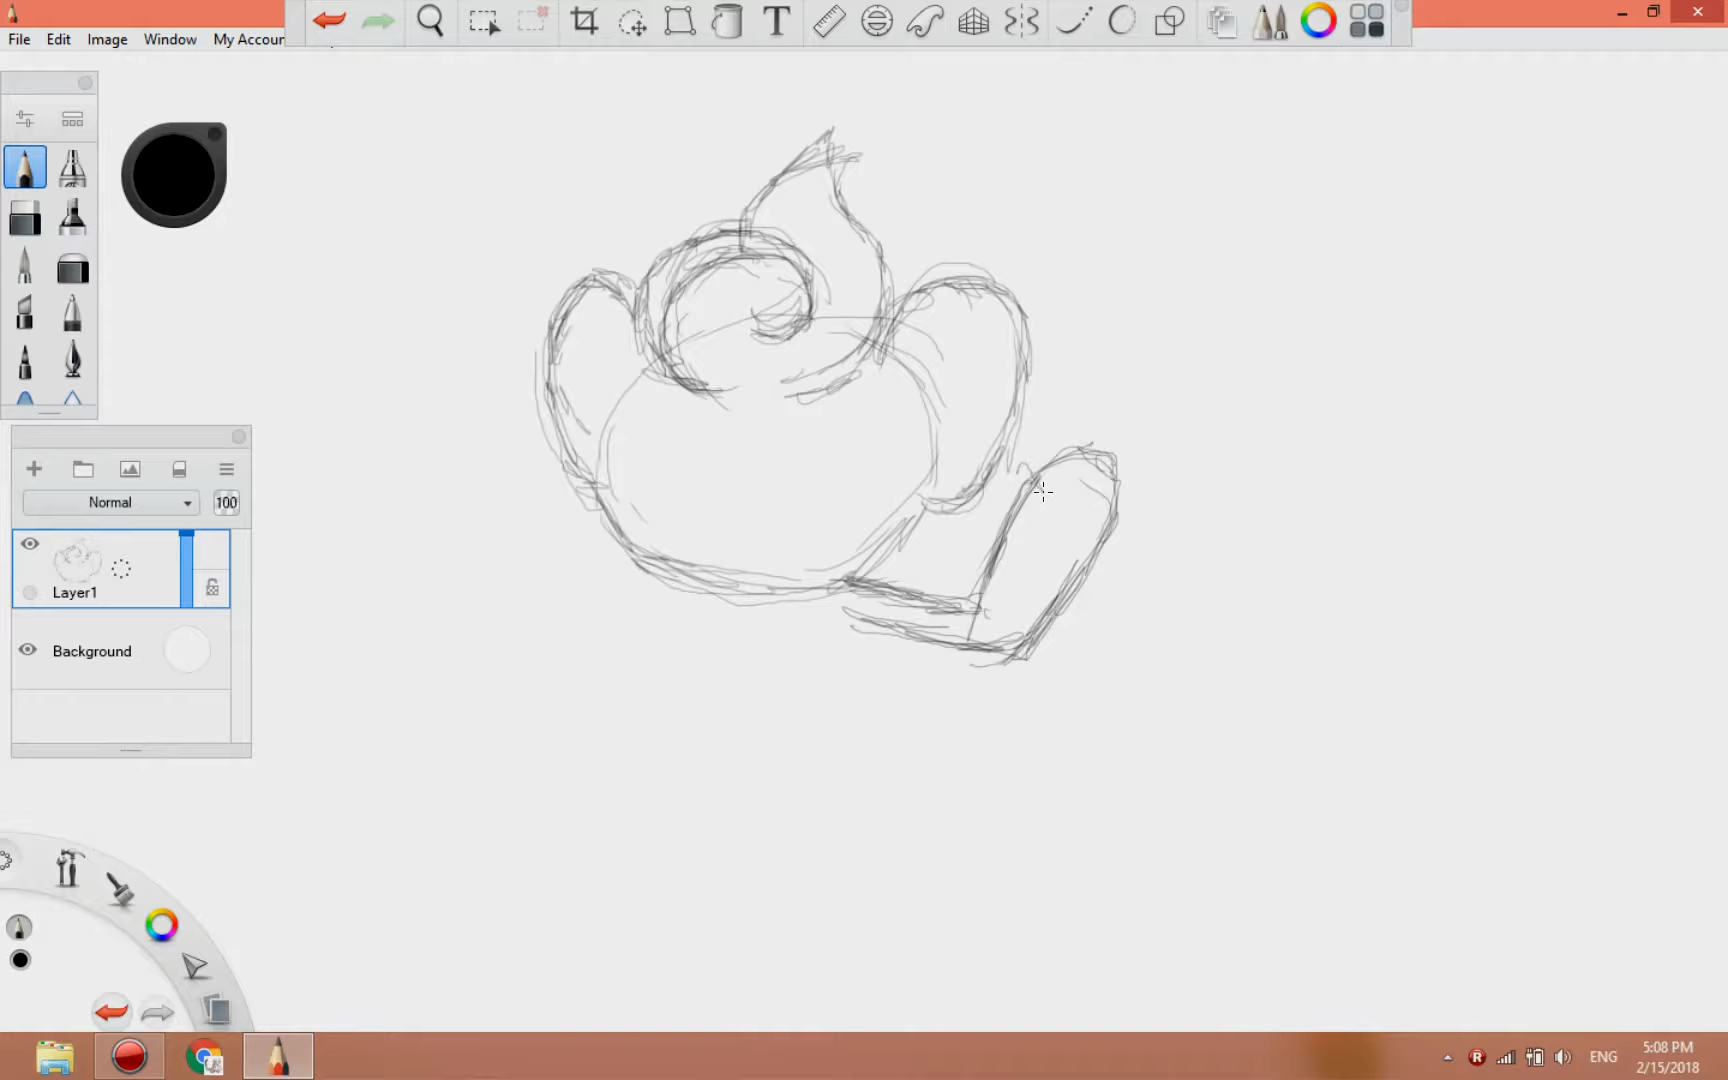 File Edit Image Window My Accoun
T
Normal 100
Layer1
Background
R ENG 5:08 PM
2/15/2018